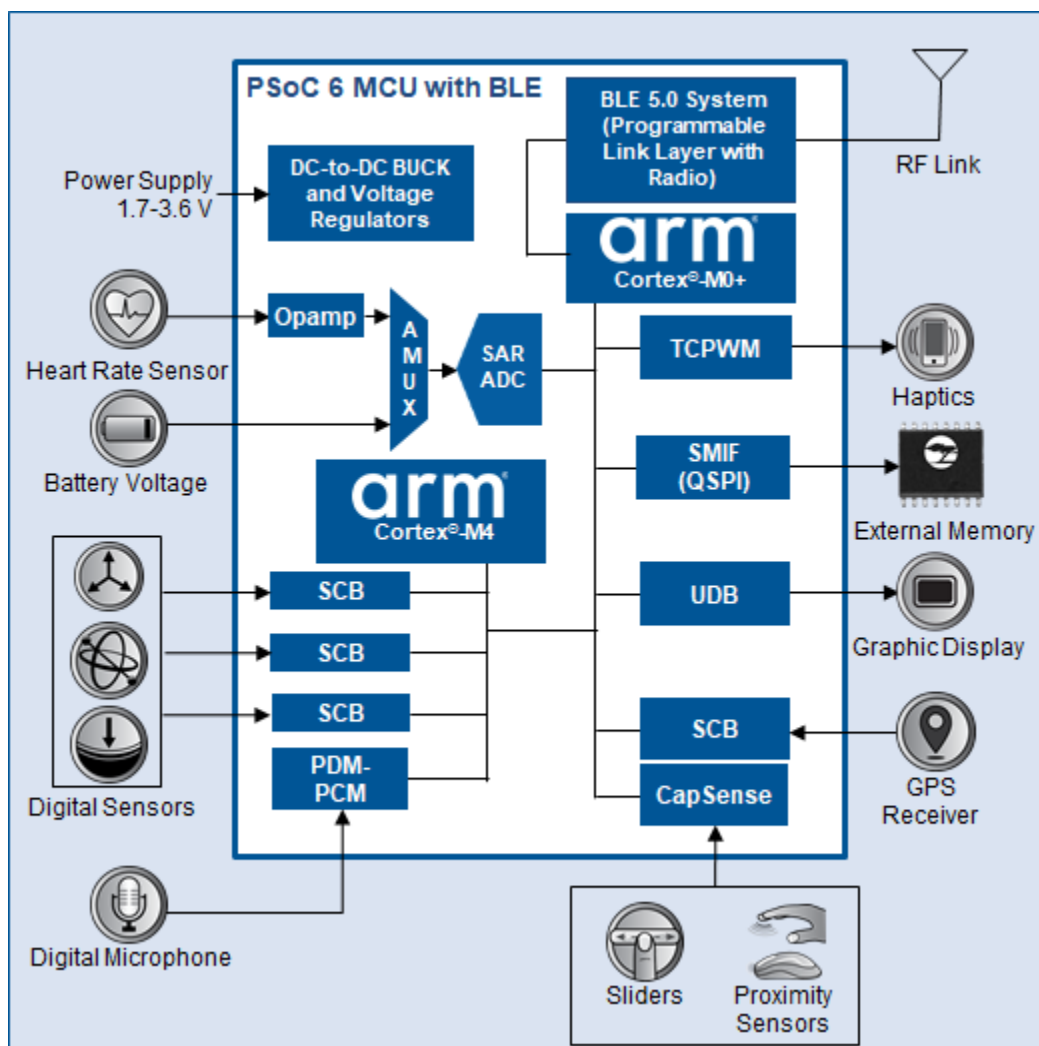 PSoC 6 MCU with BLE
BLE 5.0 System
(Programmable
Link Layer with
Radio)
RF Link
Power Supply
1.7-3.6 V
DC-to-DC BUCK
and Voltage
Regulators
arm®
Cortex®-M0+
Heart Rate Sensor
Opamp
A
M
U
X
SAR
ADC
TCPWM
Haptics
Battery Voltage
arm®
Cortex®-M4
SMIF
(QSPI)
External Memory
SCB
SCB
SCB
UDB
Graphic Display
Digital Sensors
PDM-
PCM
SCB
CapSense
GPS
Receiver
Digital Microphone
Sliders
Proximity
Sensors